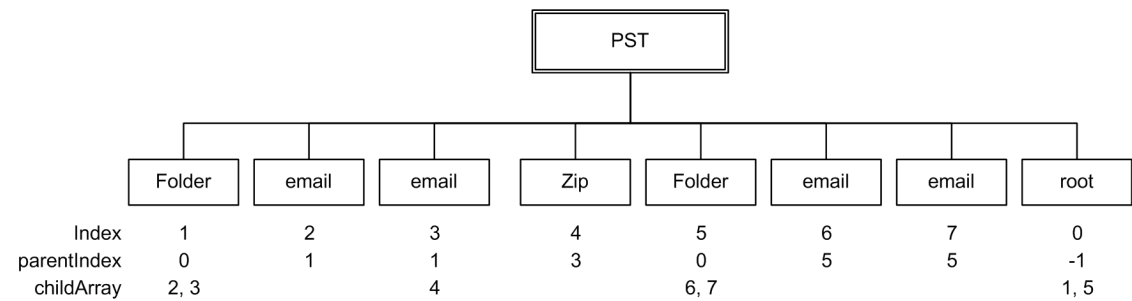 PST
Folder email email Zip Folder email email root
Index 1 2 3 4 5 6 7 0
parentIndex 0 1 1 3 0 5 5 -1
childArray 2, 3 4 6, 7 1, 5